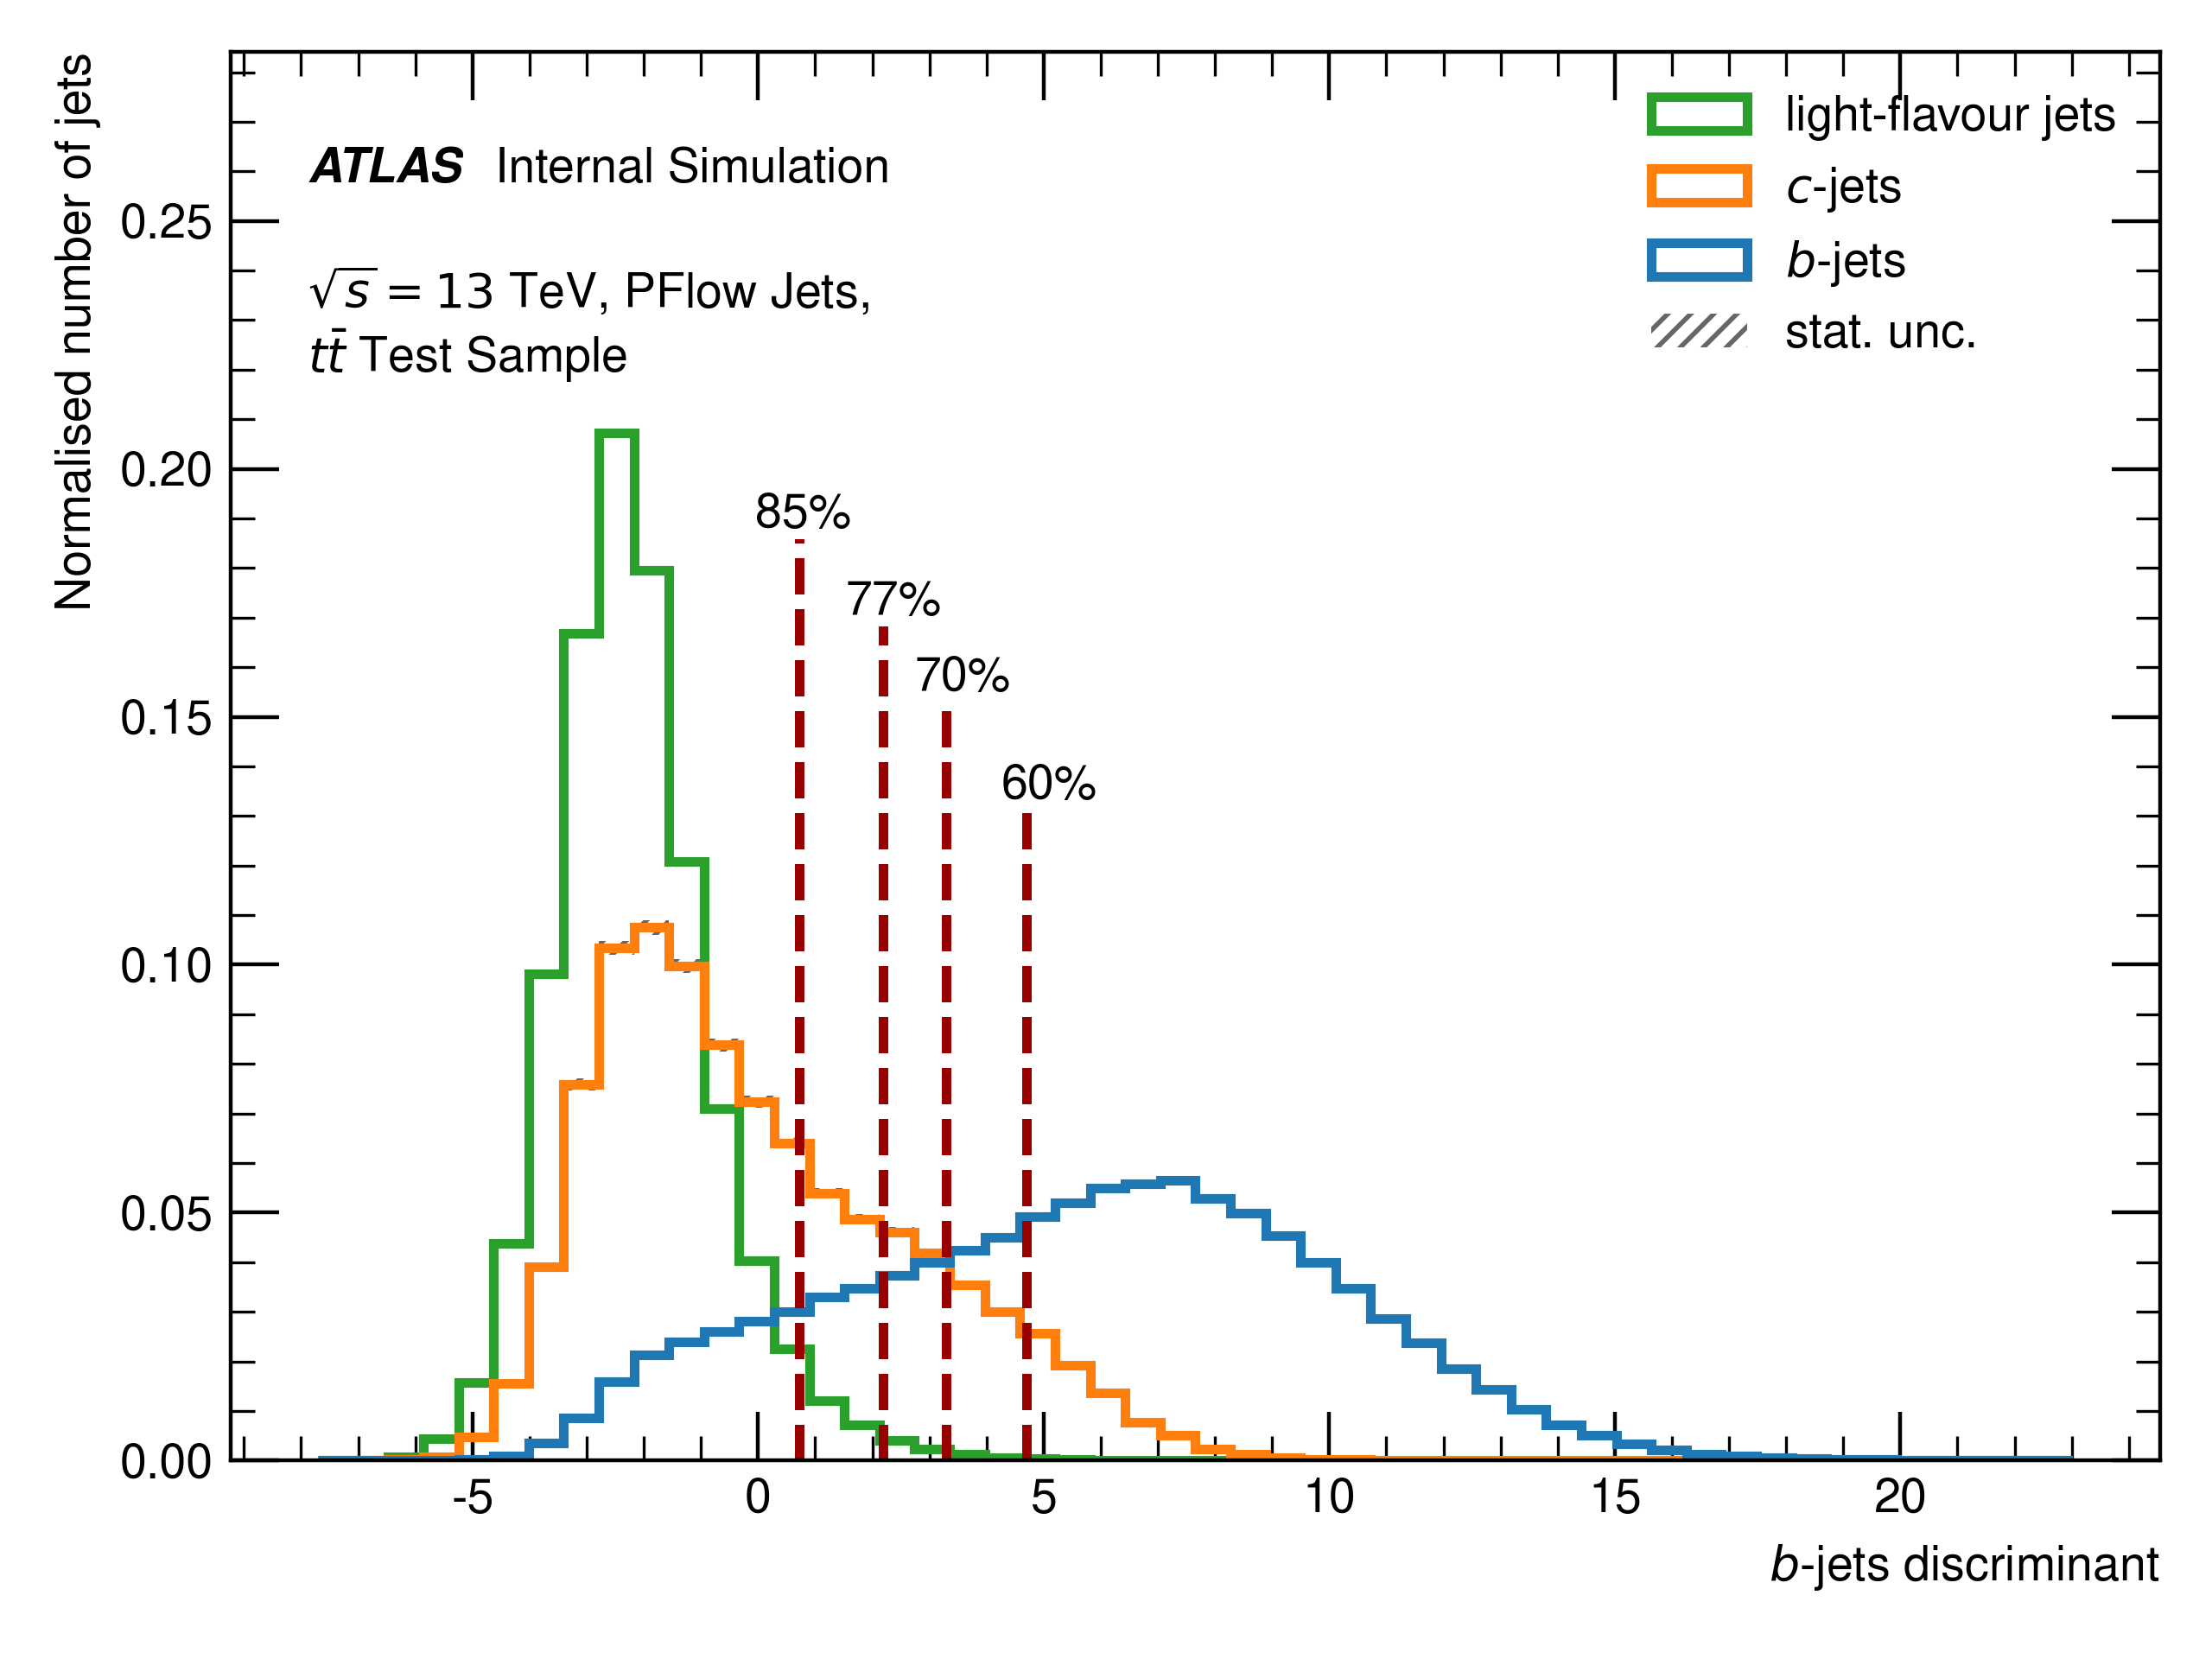 Normalised number of jets
ATLAS Internal Simulation
√s = 13 TeV, PFlow Jets,
tt̄ Test Sample
light-flavour jets
c-jets
b-jets
stat. unc.
85%
77%
70%
60%
0.25
0.20
0.15
0.10
0.05
0.00
-5 0 5 10 15 20
b-jets discriminant